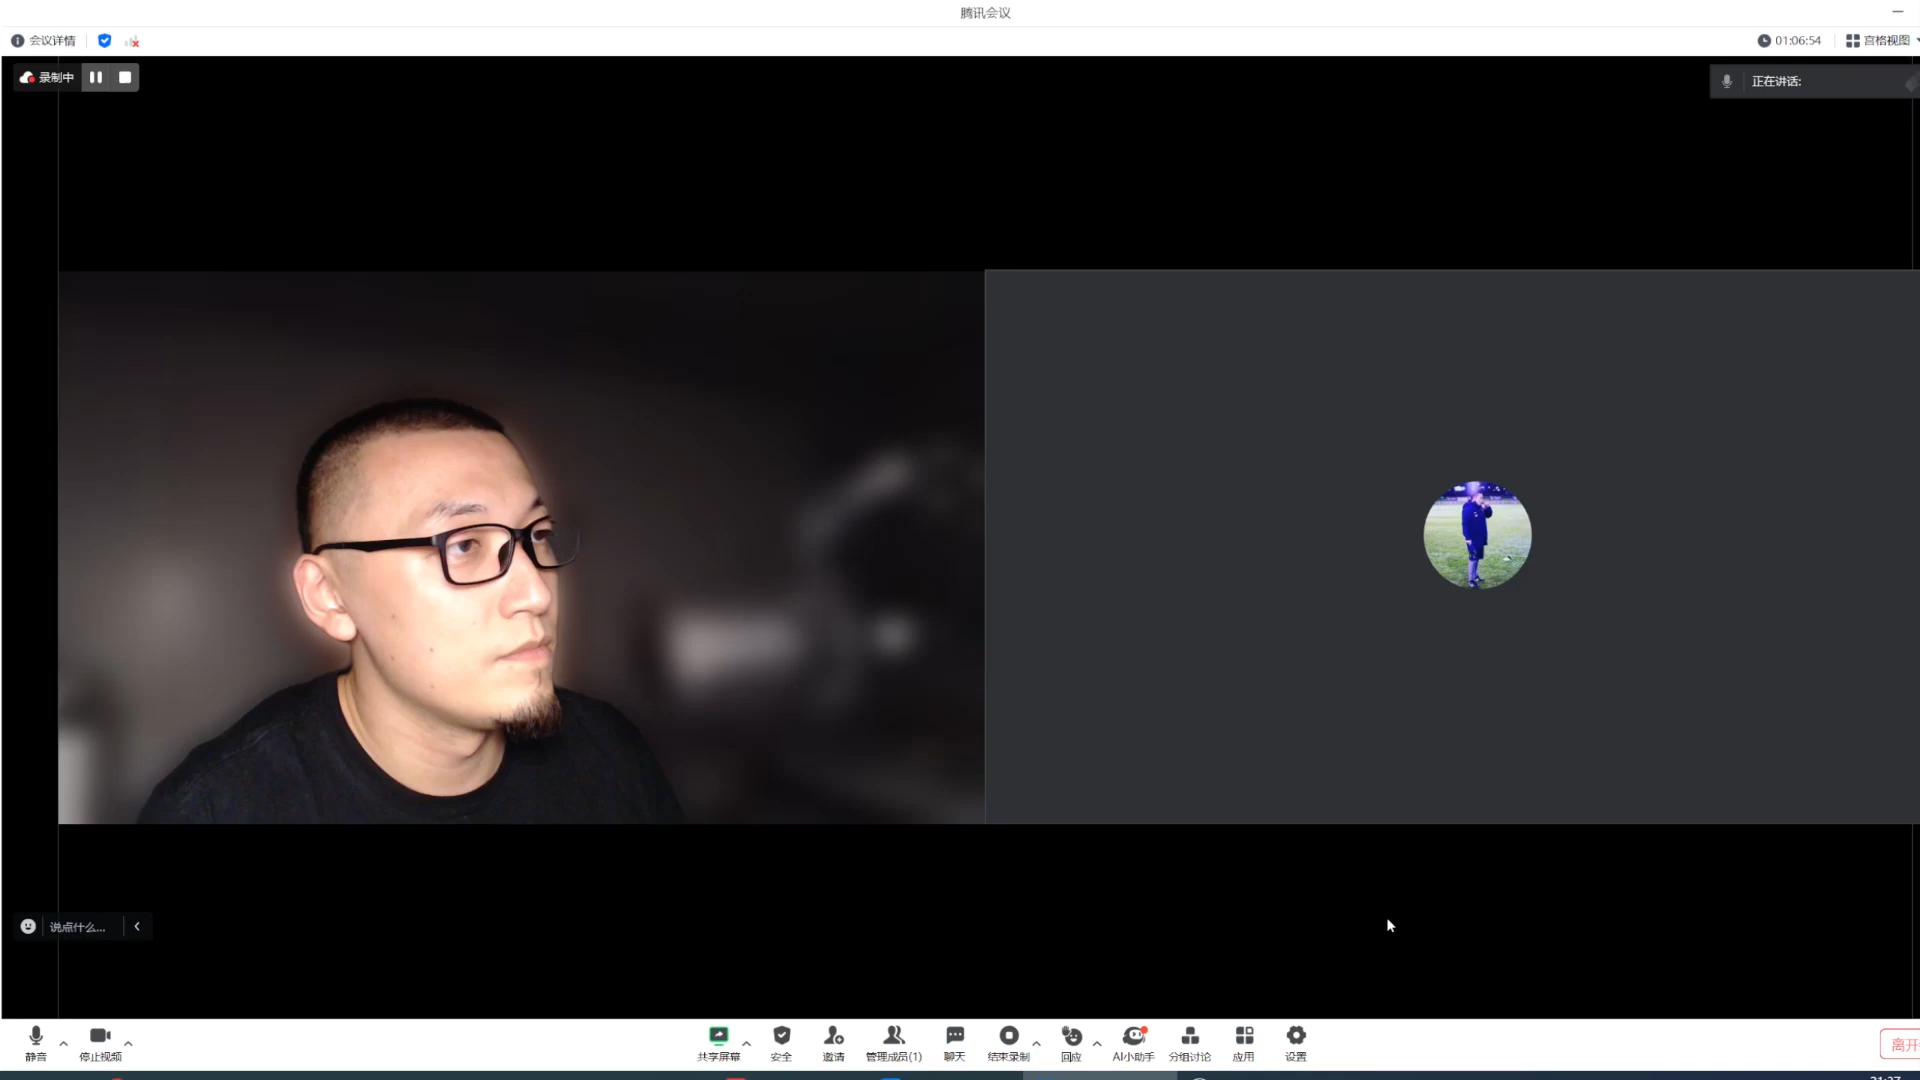 腾讯会议
会议详情
01:06:54
宫格视图
录制中
正在讲话:
说点什么...
静音
停止视频
共享屏幕
安全
邀请
管理成员(1)
聊天
结束录制
回应
AI小助手
分组讨论
应用
设置
离开